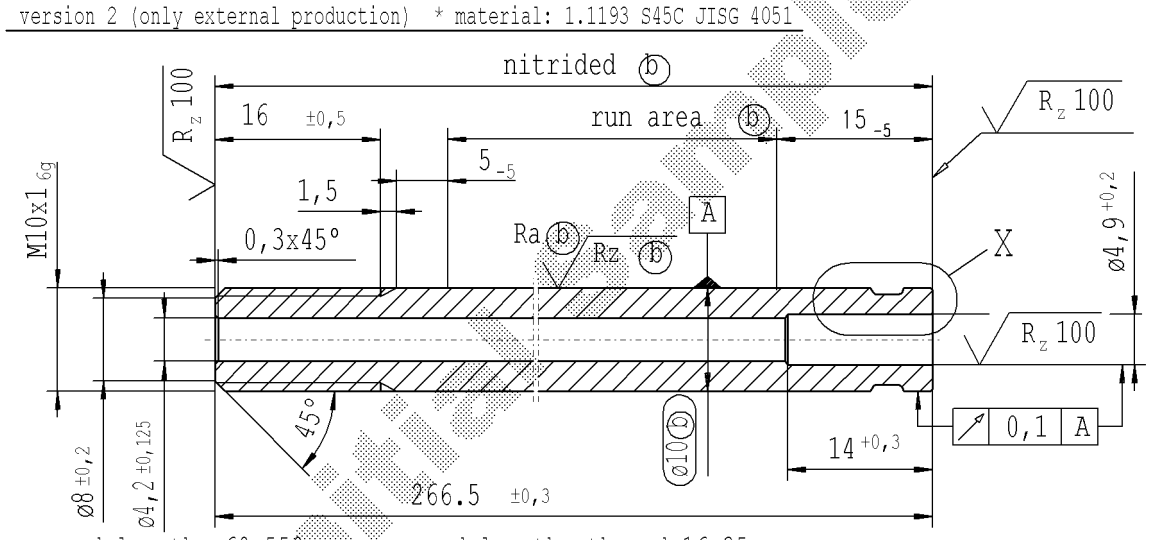 version 2 (only external production) * material: 1.1193 S45C JISG 4051
nitrided b
Rz 100
16 ±0,5
run area b
15 -5
Rz 100
5 -5
1,5
M10x1 6g
0,3x45°
Ra b
Rz b
A
X
ø4,9 +0,2
Rz 100
45°
ø10 b
0,1 A
14 +0,3
ø8 ±0,2
ø4,2 ±0,125
266.5 ±0,3